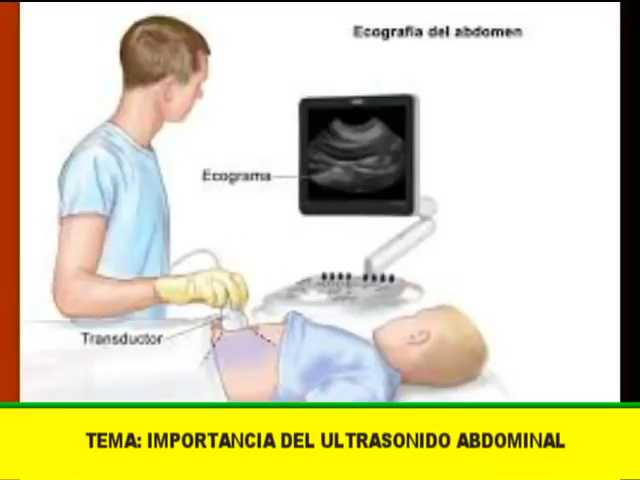 Ecografía del abdomen
Ecograma
Transductor
TEMA: IMPORTANCIA DEL ULTRASONIDO ABDOMINAL